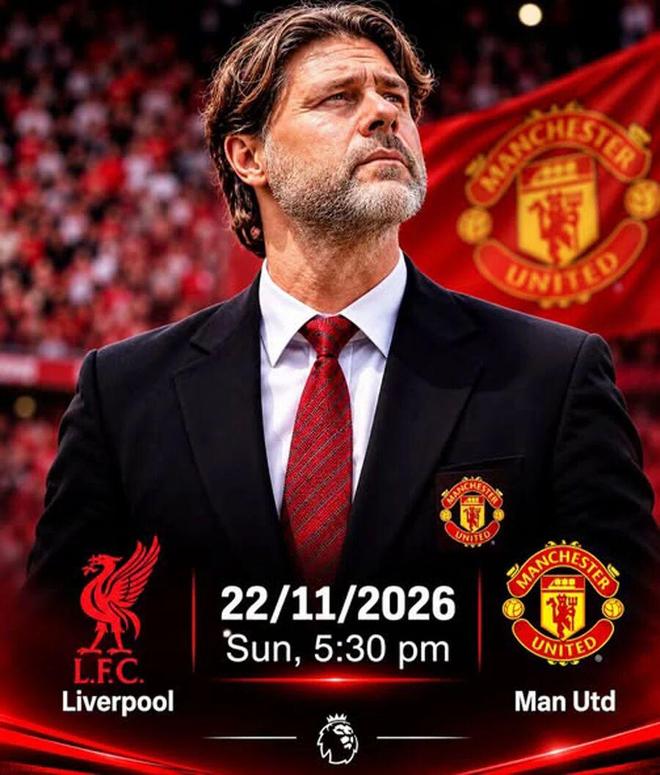 MANCHESTER
UNITED
MANCHESTER
UNITED
22/11/2026
Sun, 5:30 pm
L.F.C.
Liverpool
MANCHESTER
UNITED
Man Utd